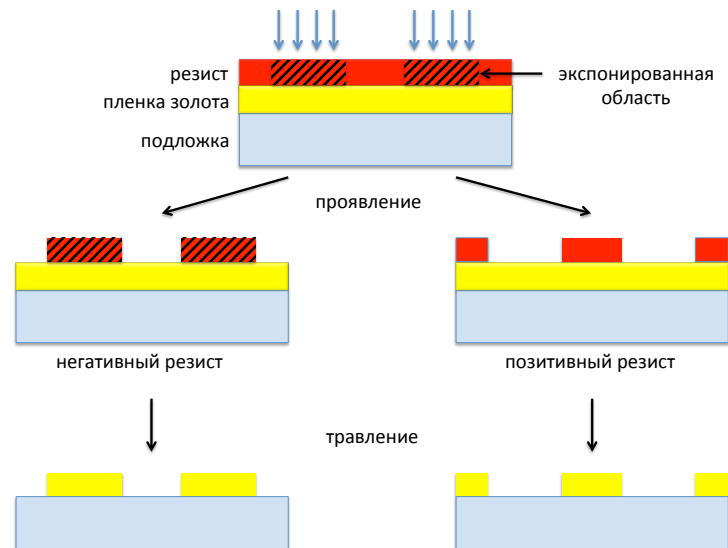 резист
экспонированная
область
пленка золота
подложка
проявление
негативный резист
позитивный резист
травление